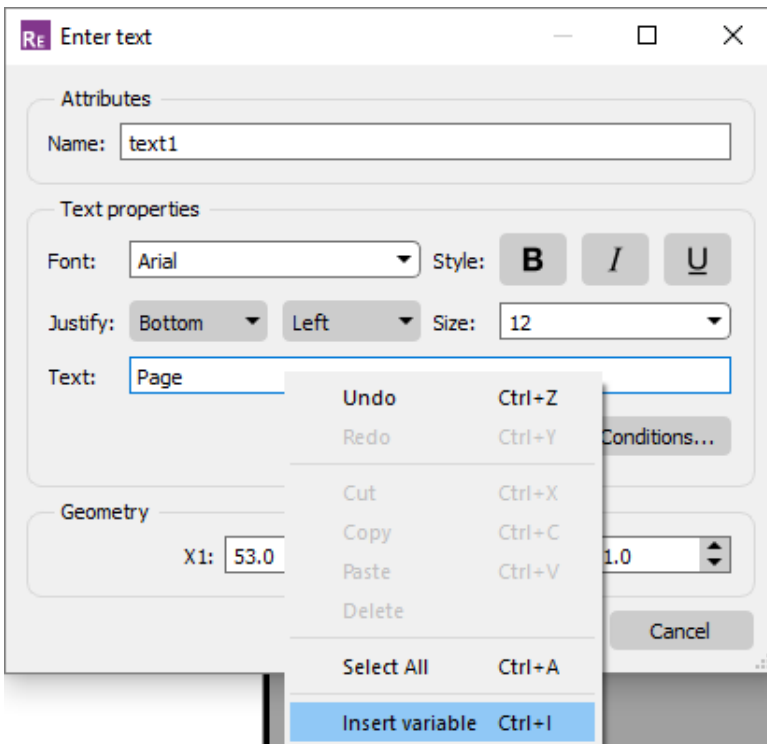 RE Enter text
Attributes
Name: text1
Text properties
Font: Arial Style: B I U
Justify: Bottom Left Size: 12
Text: Page
Conditions...
Geometry
X1: 53.0 1.0
Cancel
Undo Ctrl+Z
Redo Ctrl+Y
Cut Ctrl+X
Copy Ctrl+C
Paste Ctrl+V
Delete
Select All Ctrl+A
Insert variable Ctrl+I